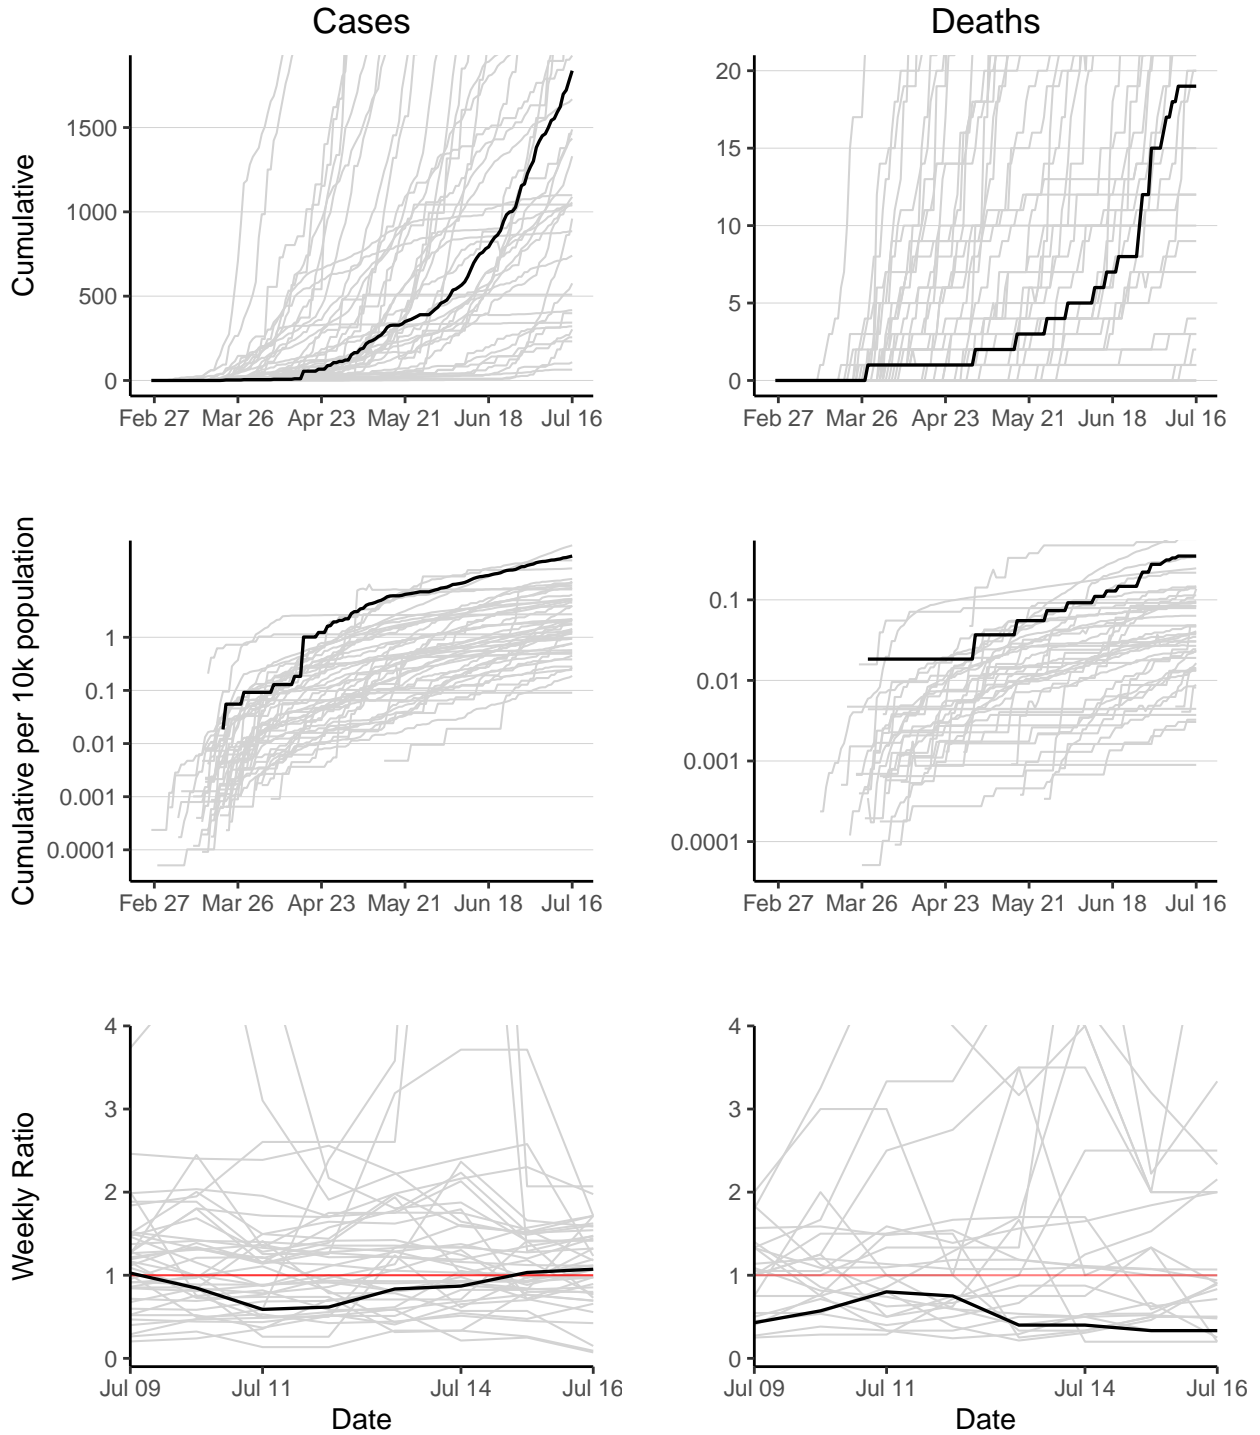 Cases
Deaths
Cumulative
1500
1000
500
0
Feb 27 Mar 26 Apr 23 May 21 Jun 18 Jul 16
20
15
10
5
0
Feb 27 Mar 26 Apr 23 May 21 Jun 18 Jul 16
Cumulative per 10k population
1
0.1
0.01
0.001
0.0001
Feb 27 Mar 26 Apr 23 May 21 Jun 18 Jul 16
0.1
0.01
0.001
0.0001
Feb 27 Mar 26 Apr 23 May 21 Jun 18 Jul 16
Weekly Ratio
4
3
2
1
0
Jul 09 Jul 11 Jul 14 Jul 16
Date
4
3
2
1
0
Jul 09 Jul 11 Jul 14 Jul 16
Date